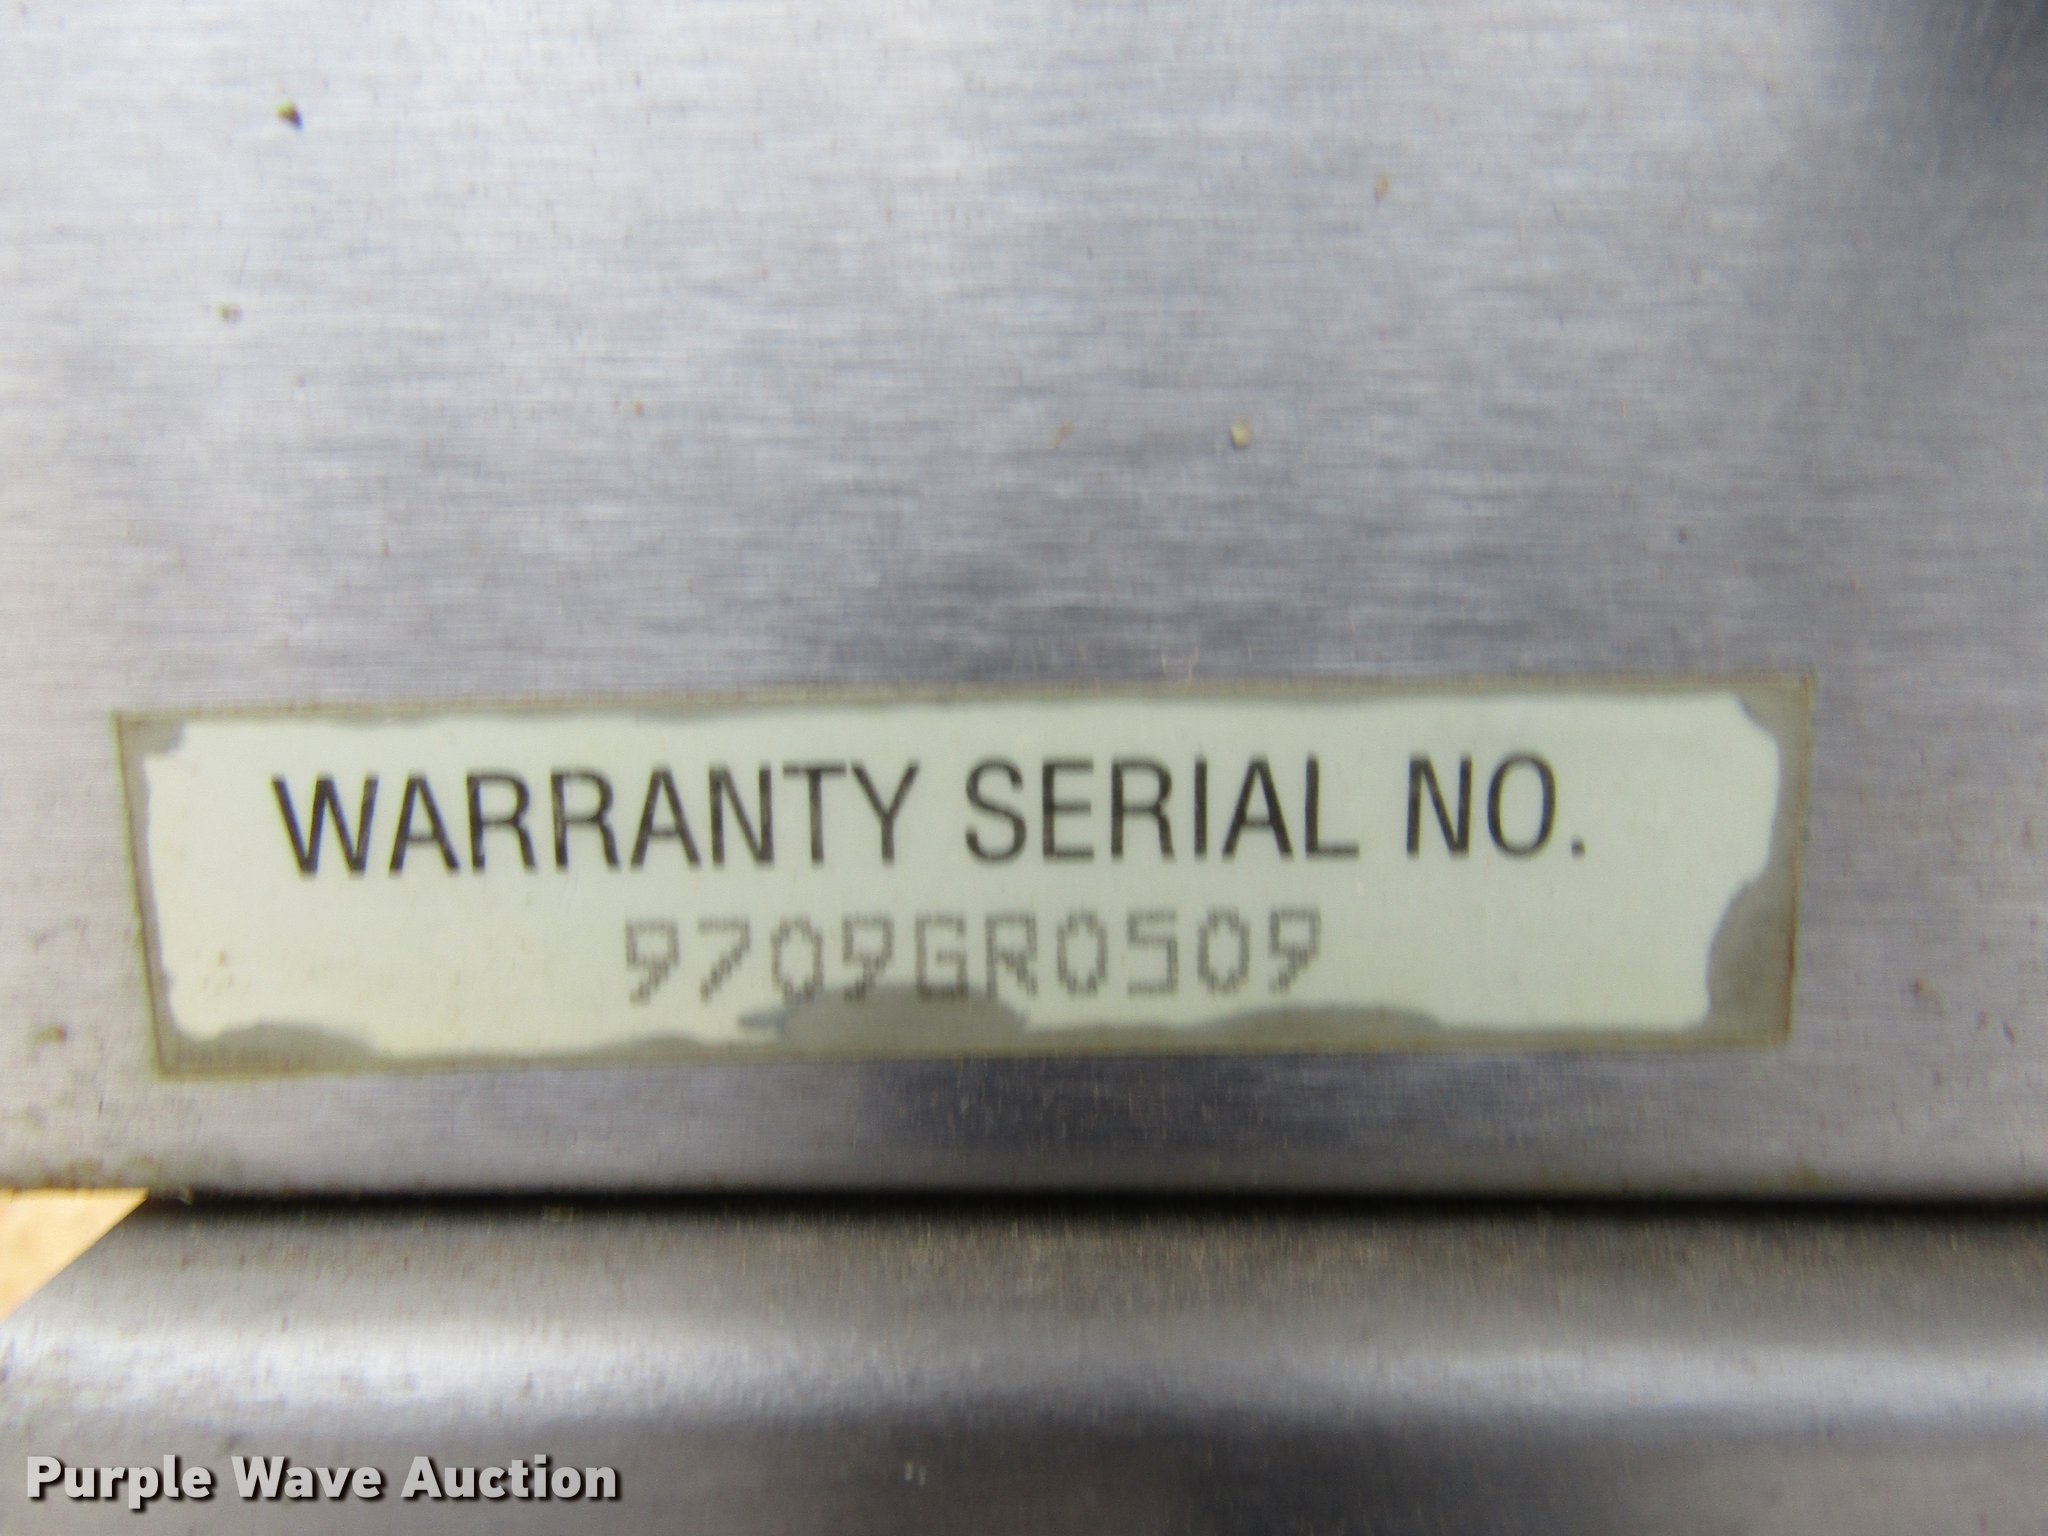 WARRANTY SERIAL NO.
9709GR0509
Purple Wave Auction